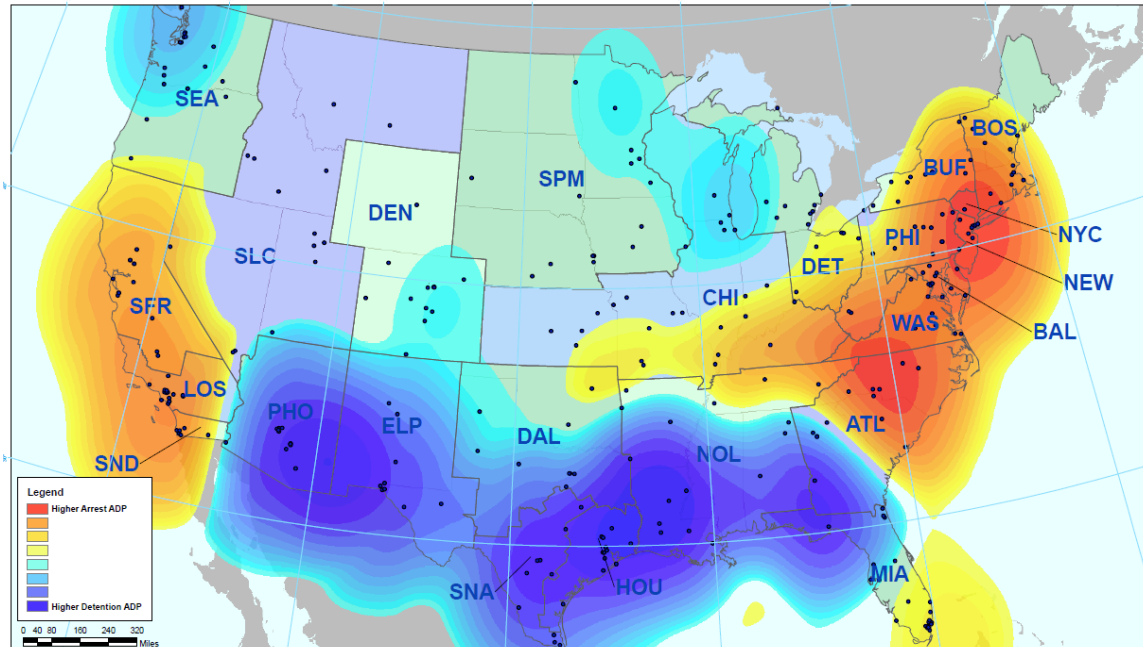 SEA
BOS
BUF
SPM
DEN
NYC
PHI
SLC
DET
NEW
CHI
SFR
WAS
BAL
LOS
PHO
ELP
ATL
DAL
NOL
SND
Legend
Higher Arrest ADP
MIA
SNA
HOU
Higher Detention ADP
0 40 80 160 240 320
Miles